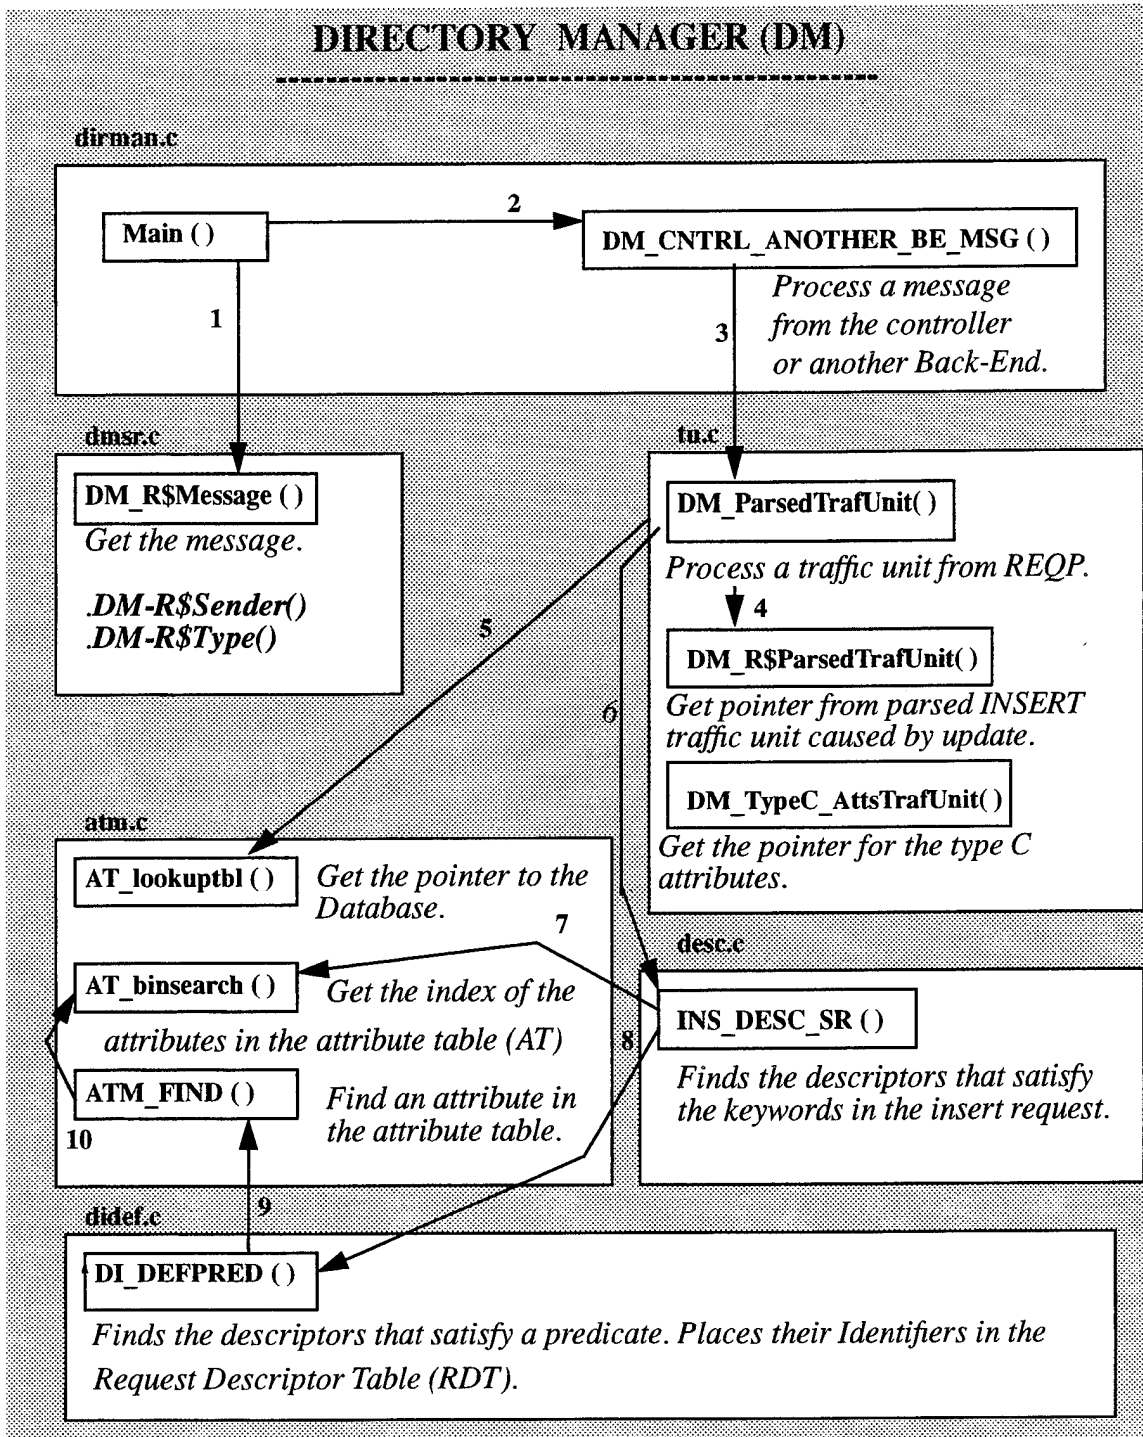 DIRECTORY MANAGER (DM)
dirman.c
Main ( )
2
DM_CNTRL_ANOTHER_BE_MSG ( )
Process a message
from the controller
or another Back-End.
1
3
dmsr.c
DM_R$Message ( )
Get the message.
.DM-R$Sender()
.DM-R$Type()
tu.c
DM_ParsedTrafUnit( )
Process a traffic unit from REQP.
4
DM_R$ParsedTrafUnit( )
Get pointer from parsed INSERT
traffic unit caused by update.
DM_TypeC_AttsTrafUnit( )
Get the pointer for the type C
attributes.
5
6
atm.c
AT_lookuptbl ( )
Get the pointer to the
Database.
7
AT_binsearch ( )
Get the index of the
attributes in the attribute table (AT)
ATM_FIND ( )
Find an attribute in
the attribute table.
10
desc.c
INS_DESC_SR ( )
8
Finds the descriptors that satisfy
the keywords in the insert request.
9
didef.c
DI_DEFPRED ( )
Finds the descriptors that satisfy a predicate. Places their Identifiers in the
Request Descriptor Table (RDT).